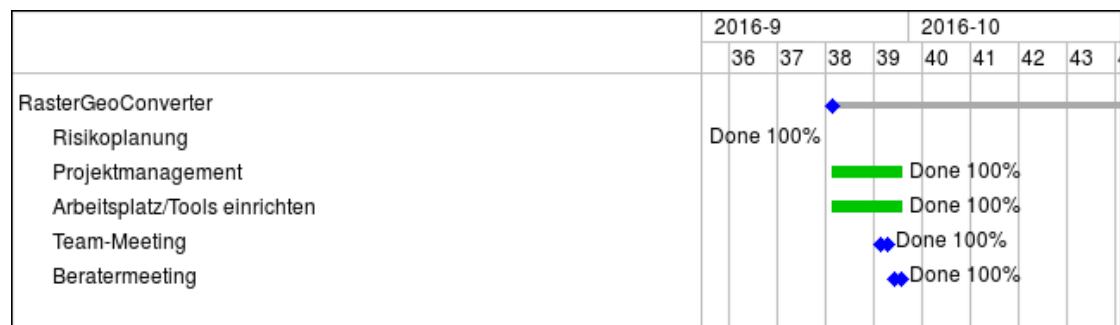 2016-9 2016-10
36 37 38 39 40 41 42 43
RasterGeoConverter
Risikoplanung Done 100%
Projektmanagement Done 100%
Arbeitsplatz/Tools einrichten Done 100%
Team-Meeting Done 100%
Beratermeeting Done 100%